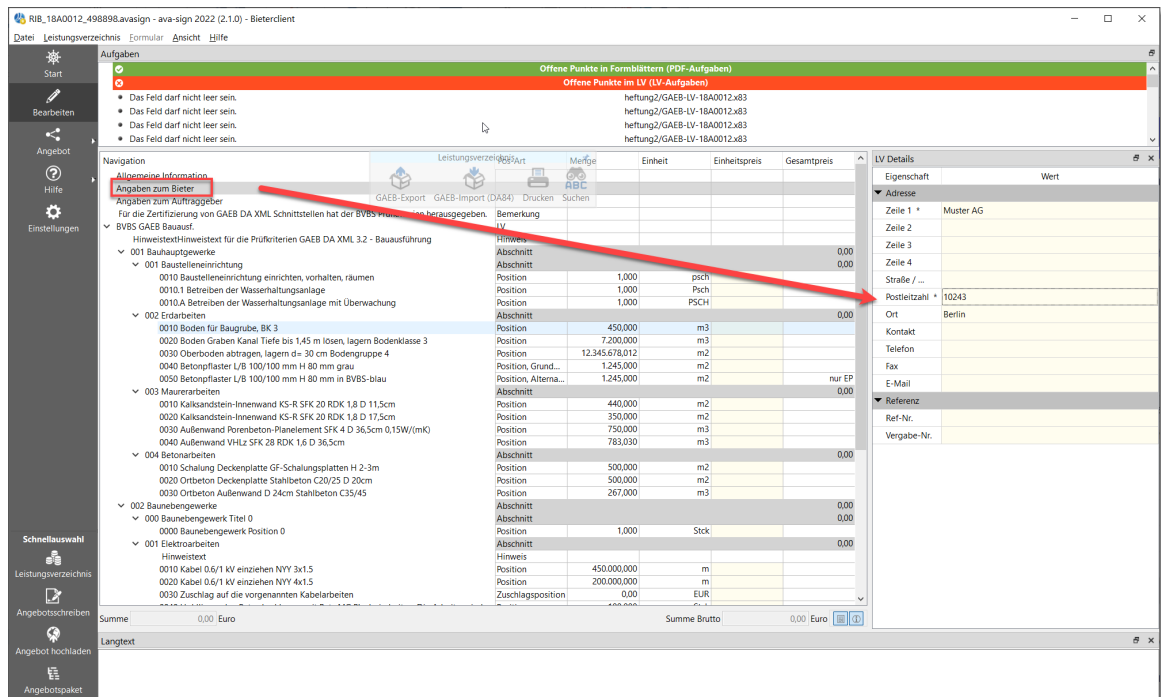 RIB_18A0012_498898.avasign - ava-sign 2022 (2.1.0) - Bieterclient
Datei Leistungsverzeichnis Formular Ansicht Hilfe
Start
Bearbeiten
Angebot
Hilfe
Einstellungen
Schnellauswahl
Leistungsverzeichnis
Angebotsschreiben
Angebot hochladen
Angebotspaket
Aufgaben
Offene Punkte in Formblättern (PDF-Aufgaben)
Offene Punkte im LV (LV-Aufgaben)
Das Feld darf nicht leer sein. heftung2/GAEB-LV-18A0012.x83
Das Feld darf nicht leer sein. heftung2/GAEB-LV-18A0012.x83
Das Feld darf nicht leer sein. heftung2/GAEB-LV-18A0012.x83
Das Feld darf nicht leer sein. heftung2/GAEB-LV-18A0012.x83
Leistungsverzeichnis
GAEB-Export GAEB-Import (DA84) Drucken Suchen
Navigation Pos-Art Menge Einheit Einheitspreis Gesamtpreis
Allgemeine Information
Angaben zum Bieter
Angaben zum Auftraggeber
Für die Zertifizierung von GAEB DA XML Schnittstellen hat der BVBS Prüfkriterien herausgegeben. Bemerkung
BVBS GAEB Bauausf. LV
HinweistextHinweistext für die Prüfkriterien GAEB DA XML 3.2 - Bauausführung Hinweis
001 Bauhauptgewerke Abschnitt 0,00
001 Baustelleneinrichtung Abschnitt 0,00
0010 Baustelleneinrichtung einrichten, vorhalten, räumen Position 1,000 psch
0010.1 Betreiben der Wasserhaltungsanlage Position 1,000 Psch
0010.A Betreiben der Wasserhaltungsanlage mit Überwachung Position 1,000 PSCH
002 Erdarbeiten Abschnitt 0,00
0010 Boden für Baugrube, BK 3 Position 450,000 m3
0020 Boden Graben Kanal Tiefe bis 1,45 m lösen, lagern Bodenklasse 3 Position 7.200,000 m3
0030 Oberboden abtragen, lagern d= 30 cm Bodengruppe 4 Position 12.345.678,012 m2
0040 Betonpflaster L/B 100/100 mm H 80 mm grau Position, Grund... 1.245,000 m2
0050 Betonpflaster L/B 100/100 mm H 80 mm in BVBS-blau Position, Alterna... 1.245,000 m2 nur EP
003 Maurerarbeiten Abschnitt 0,00
0010 Kalksandstein-Innenwand KS-R SFK 20 RDK 1,8 D 11,5cm Position 440,000 m2
0020 Kalksandstein-Innenwand KS-R SFK 20 RDK 1,8 D 17,5cm Position 350,000 m2
0030 Außenwand Porenbeton-Planelement SFK 4 D 36,5cm 0,15W/(mK) Position 750,000 m3
0040 Außenwand VHLz SFK 28 RDK 1,6 D 36,5cm Position 783,030 m3
004 Betonarbeiten Abschnitt 0,00
0010 Schalung Deckenplatte GF-Schalungsplatten H 2-3m Position 500,000 m2
0020 Ortbeton Deckenplatte Stahlbeton C20/25 D 20cm Position 500,000 m2
0030 Ortbeton Außenwand D 24cm Stahlbeton C35/45 Position 267,000 m3
002 Baunebengewerke Abschnitt 0,00
000 Baunebengewerk Titel 0 Abschnitt 0,00
0000 Baunebengewerk Position 0 Position 1,000 Stck
001 Elektroarbeiten Abschnitt 0,00
Hinweistext Hinweis
0010 Kabel 0.6/1 kV einziehen NYY 3x1.5 Position 450.000,000 m
0020 Kabel 0.6/1 kV einziehen NYY 4x1.5 Position 200.000,000 m
0030 Zuschlag auf die vorgenannten Kabelarbeiten Zuschlagsposition 0,00 EUR
Summe 0,00 Euro Summe Brutto 0,00 Euro
Langtext
LV Details
Eigenschaft Wert
Adresse
Zeile 1 * Muster AG
Zeile 2
Zeile 3
Zeile 4
Straße / ...
Postleitzahl * 10243
Ort Berlin
Kontakt
Telefon
Fax
E-Mail
Referenz
Ref-Nr.
Vergabe-Nr.